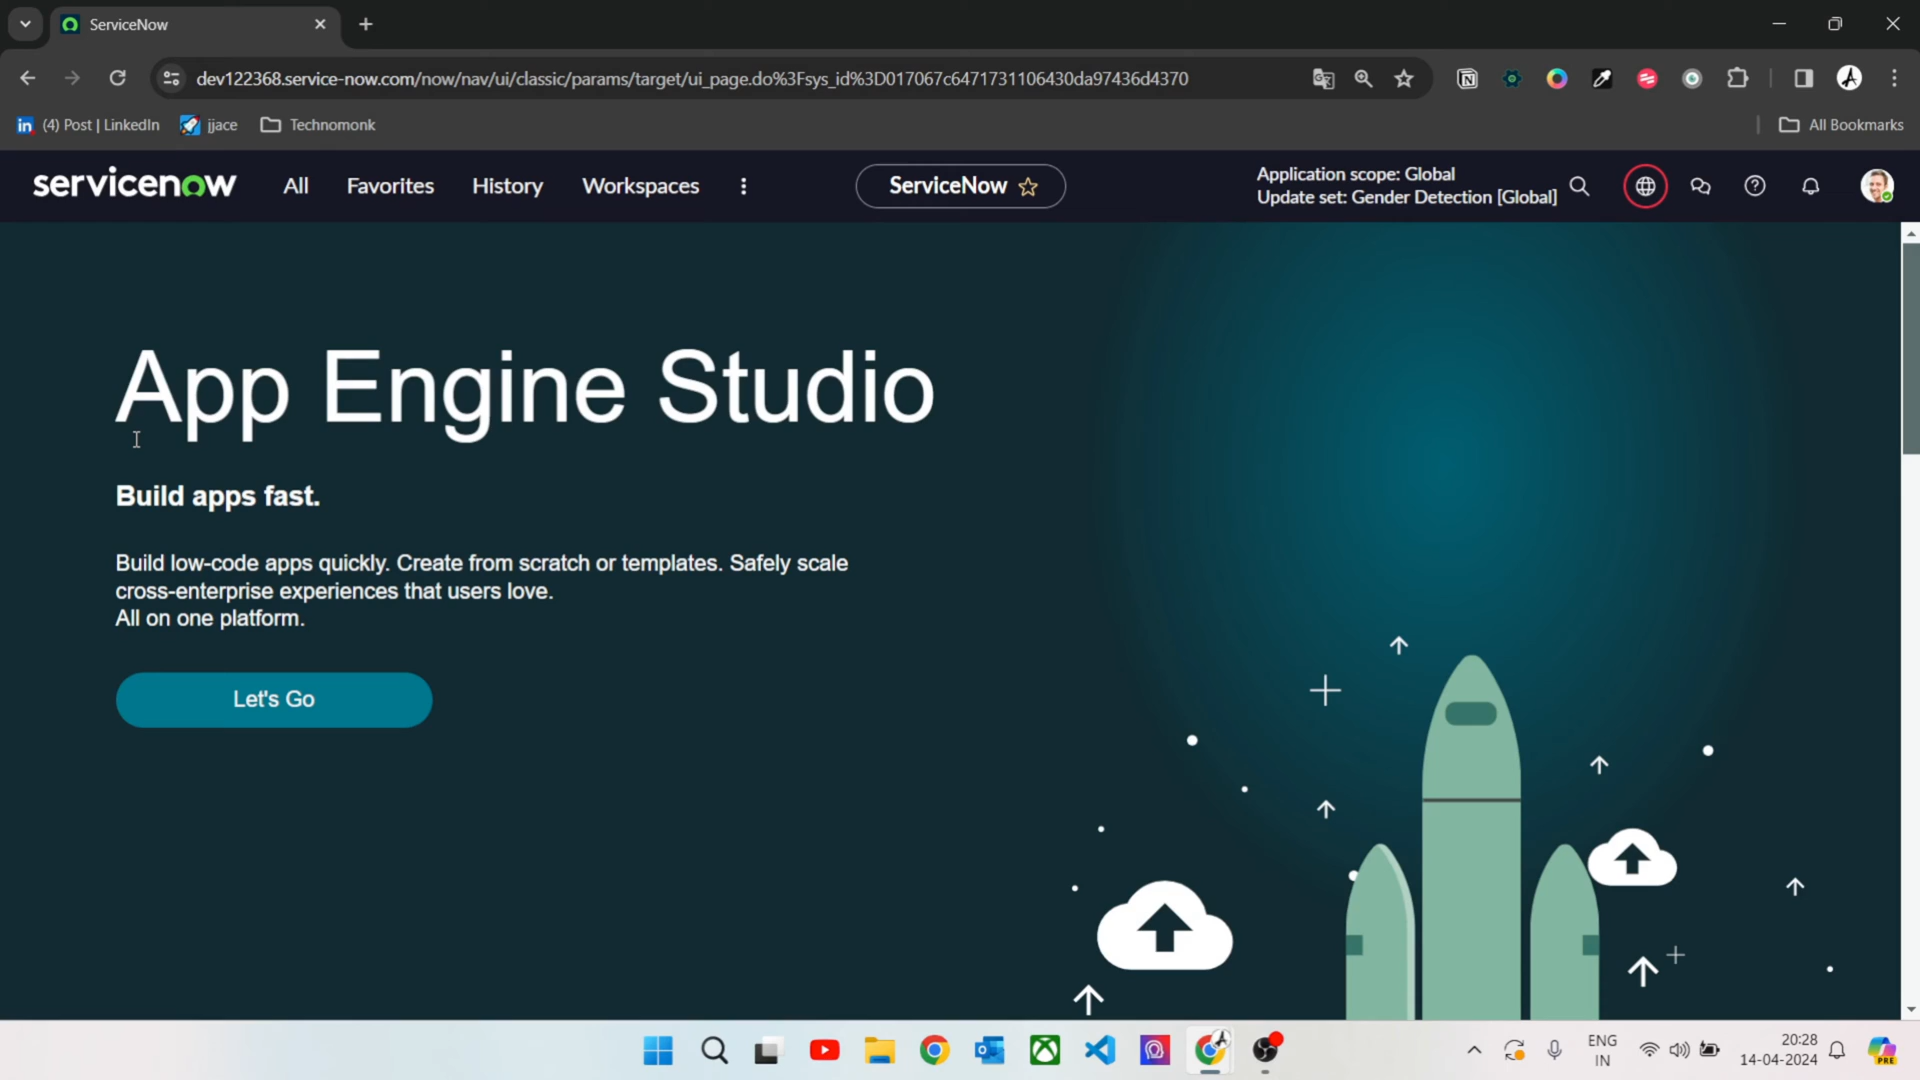 ServiceNow
dev122368.service-now.com/now/nav/ui/classic/params/target/ui_page.do%3Fsys_id%3D017067c6471731106430da97436d4370
(4) Post | LinkedIn
jjace
Technomonk
All Bookmarks
servicenow
All
Favorites
History
Workspaces
ServiceNow
Application scope: Global
Update set: Gender Detection [Global]
App Engine Studio
Build apps fast.
Build low-code apps quickly. Create from scratch or templates. Safely scale
cross-enterprise experiences that users love.
All on one platform.
Let's Go
ENG
IN
20:28
14-04-2024
PRE